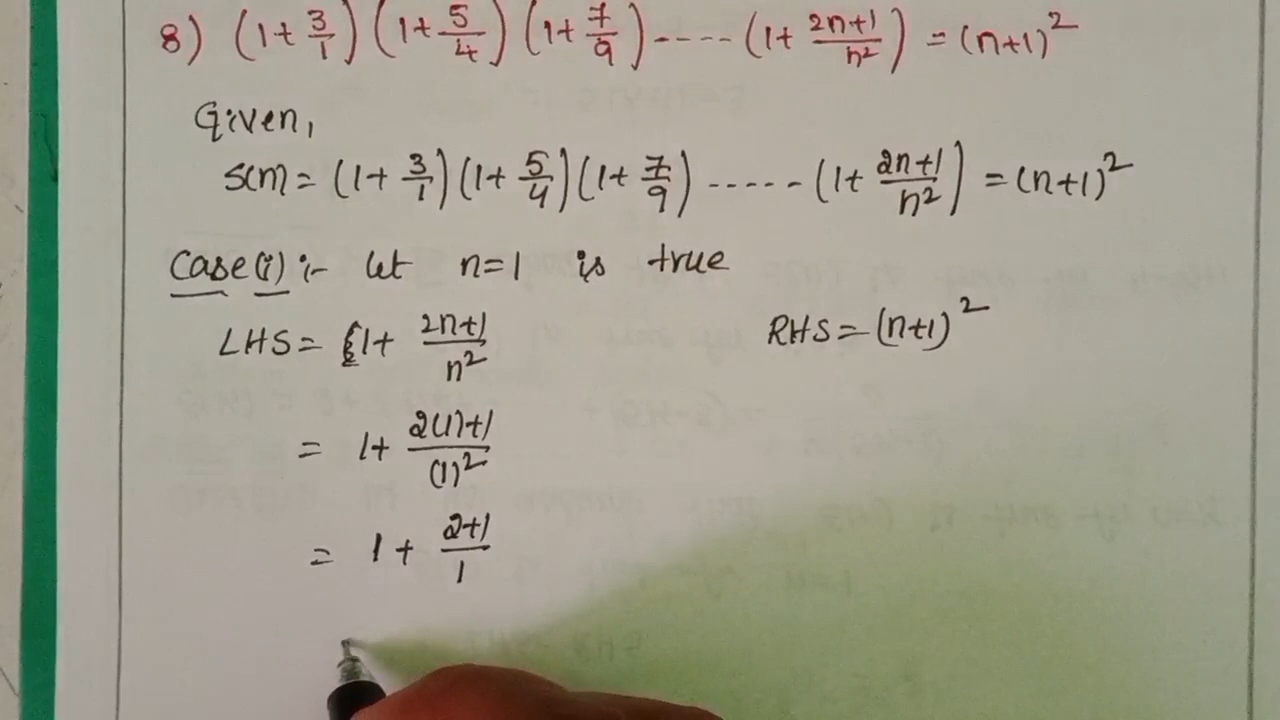 8) (1+ 3/1) (1+ 5/4) (1+ 7/9) ----- (1+ 2n+1/n²) = (n+1)²
Given,
S(n) = (1+ 3/1) (1+ 5/4) (1+ 7/9) ------ (1+ 2n+1/n²) = (n+1)²
Case(i) :- let n=1 is true
LHS = 1+ 2n+1/n² RHS = (n+1)²
= 1+ 2(1)+1/(1)²
= 1 + 2+1/1